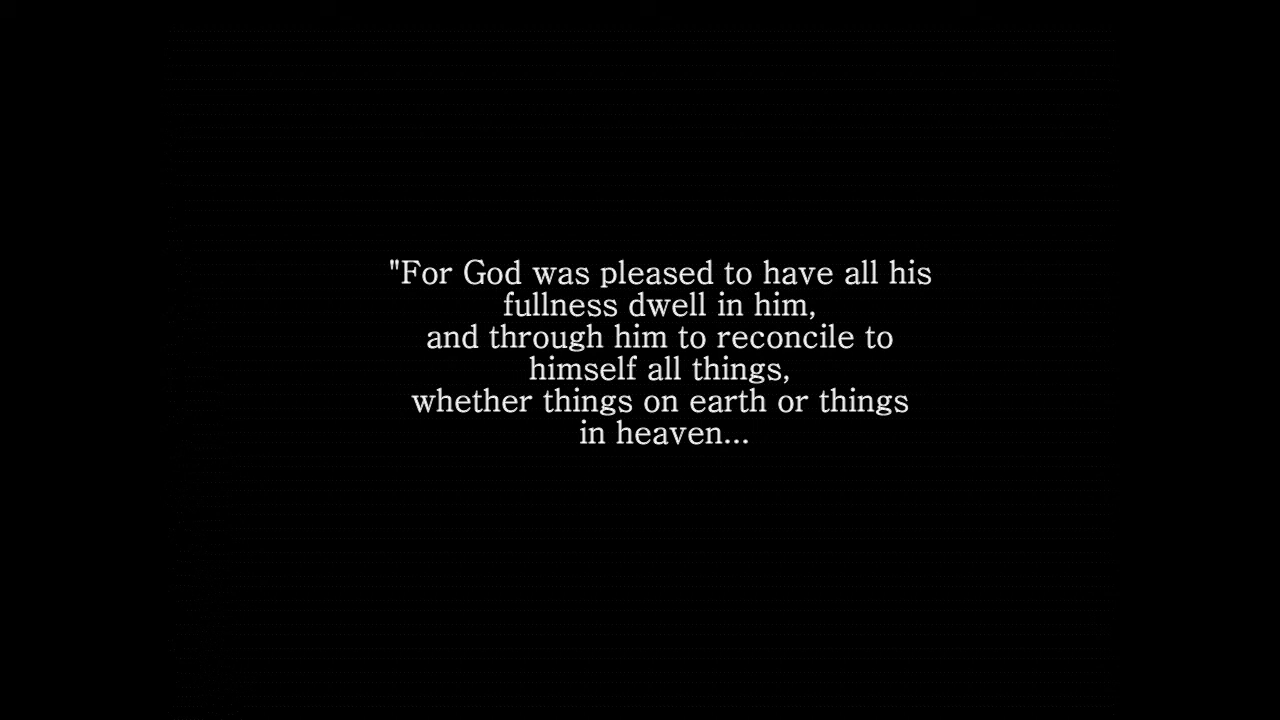 "For God was pleased to have all his
fullness dwell in him,
and through him to reconcile to
himself all things,
whether things on earth or things
in heaven...